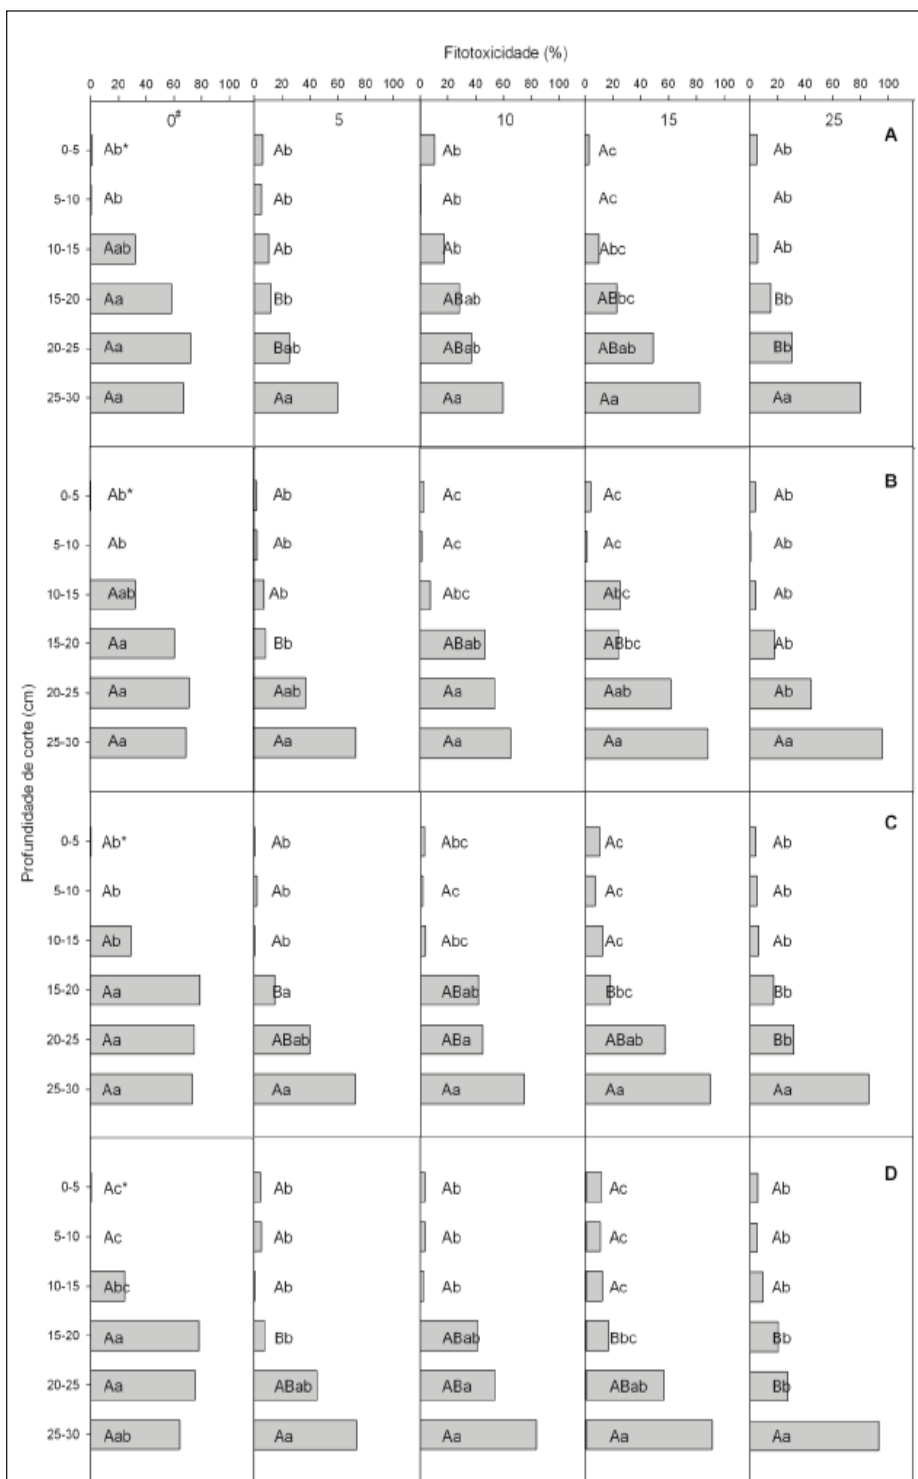 Fitotoxicidade (%)
0 20 40 60 80 100 0 20 40 60 80 100 0 20 40 60 80 100 0 20 40 60 80 100 0 20 40 60 80 100
0# 5 10 15 25 A
0-5 Ab* Ab Ab Ac Ab
5-10 Ab Ab Ab Ac Ab
10-15 Aab Ab Ab Abc Ab
15-20 Aa Bb ABab ABbc Bb
20-25 Aa Bab ABab ABab Bb
25-30 Aa Aa Aa Aa Aa
B
0-5 Ab* Ab Ac Ac Ab
5-10 Ab Ab Ac Ac Ab
10-15 Aab Ab Abc Abc Ab
15-20 Aa Bb ABab ABbc Ab
20-25 Aa Aab Aa Aab Ab
25-30 Aa Aa Aa Aa Aa
Profundidade de corte (cm)
C
0-5 Ab* Ab Abc Ac Ab
5-10 Ab Ab Ac Ac Ab
10-15 Ab Ab Abc Ac Ab
15-20 Aa Ba ABab Bbc Bb
20-25 Aa ABab ABa ABab Bb
25-30 Aa Aa Aa Aa Aa
D
0-5 Ac* Ab Ab Ac Ab
5-10 Ac Ab Ab Ac Ab
10-15 Abc Ab Ab Ac Ab
15-20 Aa Bb ABab Bbc Bb
20-25 Aa ABab ABa ABab Bb
25-30 Aab Aa Aa Aa Aa